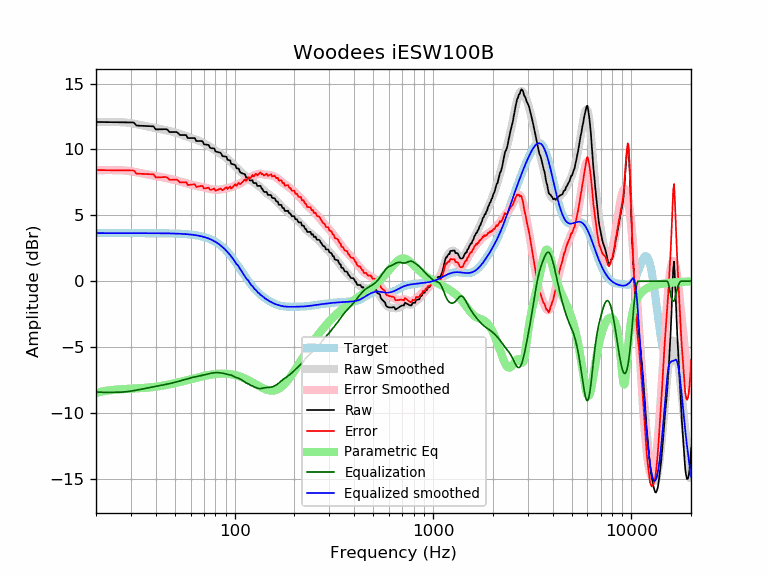 Woodees iESW100B
Amplitude (dBr)
15
10
5
0
−5
−10
−15
Target
Raw Smoothed
Error Smoothed
Raw
Error
Parametric Eq
Equalization
Equalized smoothed
100
1000
10000
Frequency (Hz)